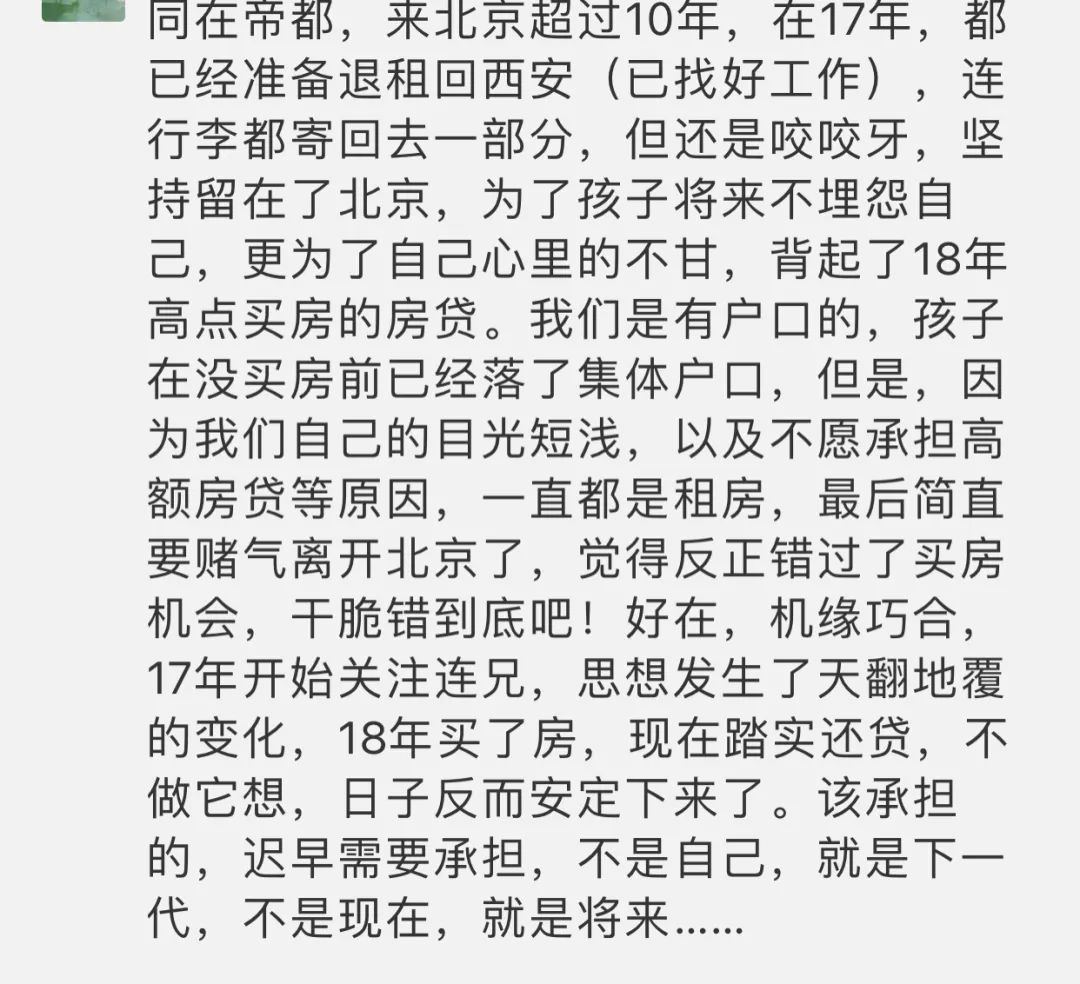 同在帝都，来北京超过10年，在17年，都
已经准备退租回西安（已找好工作），连
行李都寄回去一部分，但还是咬咬牙，坚
持留在了北京，为了孩子将来不埋怨自
己，更为了自己心里的不甘，背起了18年
高点买房的房贷。我们是有户口的，孩子
在没买房前已经落了集体户口，但是，因
为我们自己的目光短浅，以及不愿承担高
额房贷等原因，一直都是租房，最后简直
要赌气离开北京了，觉得反正错过了买房
机会，干脆错到底吧！好在，机缘巧合，
17年开始关注连兄，思想发生了天翻地覆
的变化，18年买了房，现在踏实还贷，不
做它想，日子反而安定下来了。该承担
的，迟早需要承担，不是自己，就是下一
代，不是现在，就是将来……